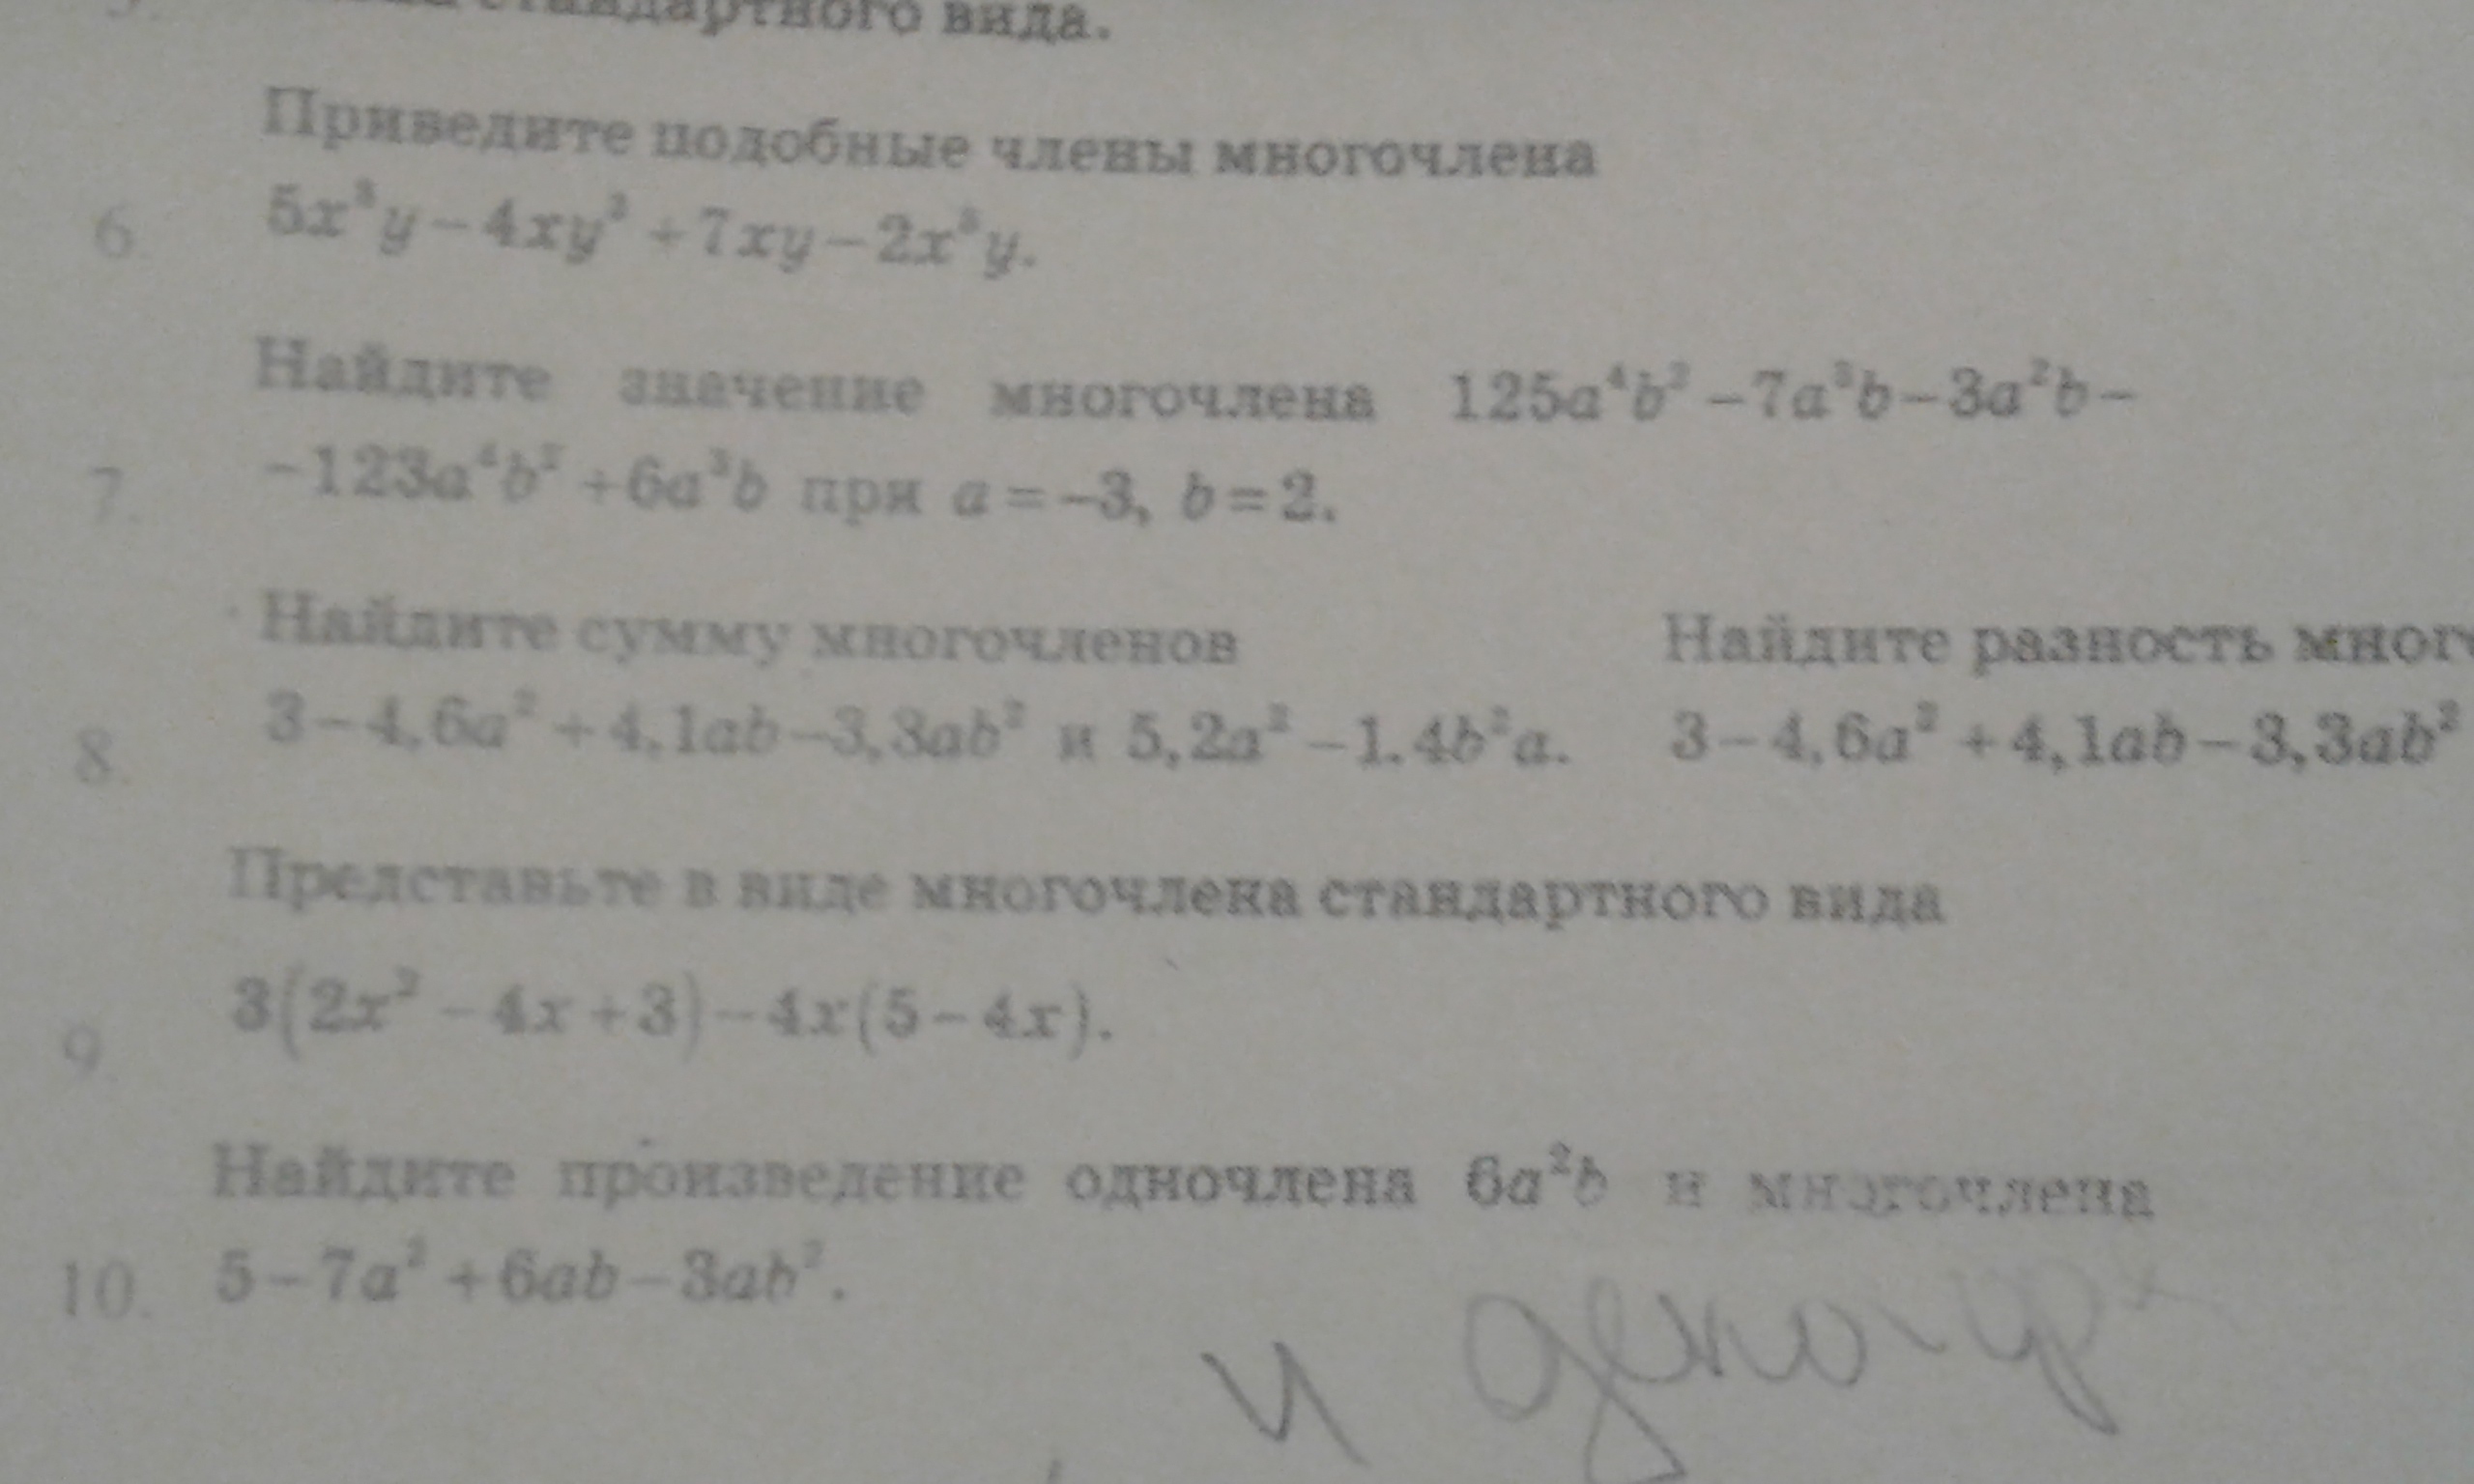 стандартного вида.
Приведите подобные члены многочлена
6. 5x³y – 4xy³ + 7xy – 2x³y.
Найдите значение многочлена 125a⁴b² – 7a³b – 3a²b –
7. –123a⁴b² + 6a³b при a = –3, b = 2.
Найдите сумму многочленов
8. 3 – 4,6a² + 4,1ab – 3,3ab² и 5,2a² – 1.4b²a.
Найдите разность мног
3 – 4,6a² + 4,1ab – 3,3ab²
Представьте в виде многочлена стандартного вида
9. 3(2x² – 4x + 3) – 4x(5 – 4x).
Найдите произведение одночлена 6a²b и многочлена
10. 5 – 7a² + 6ab – 3ab².
и